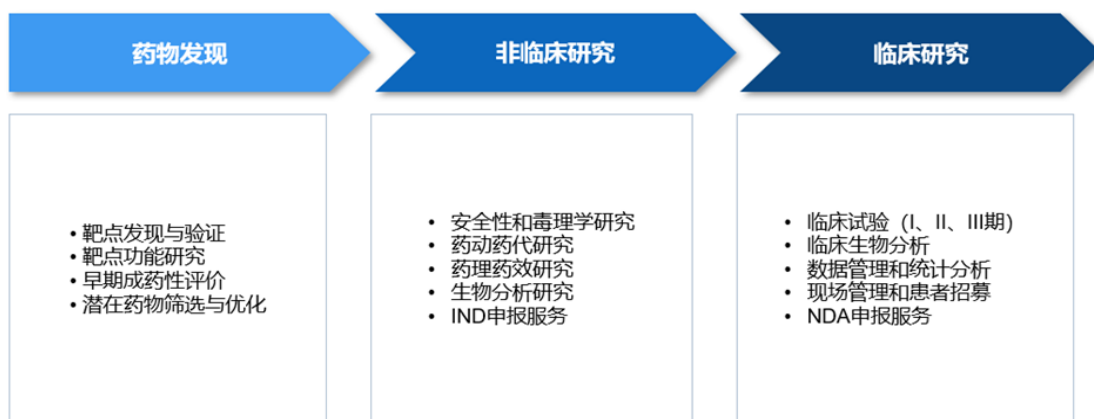 药物发现
非临床研究
临床研究
• 靶点发现与验证
• 靶点功能研究
• 早期成药性评价
• 潜在药物筛选与优化
• 安全性和毒理学研究
• 药动药代研究
• 药理药效研究
• 生物分析研究
• IND申报服务
• 临床试验（I、II、III期）
• 临床生物分析
• 数据管理和统计分析
• 现场管理和患者招募
• NDA申报服务